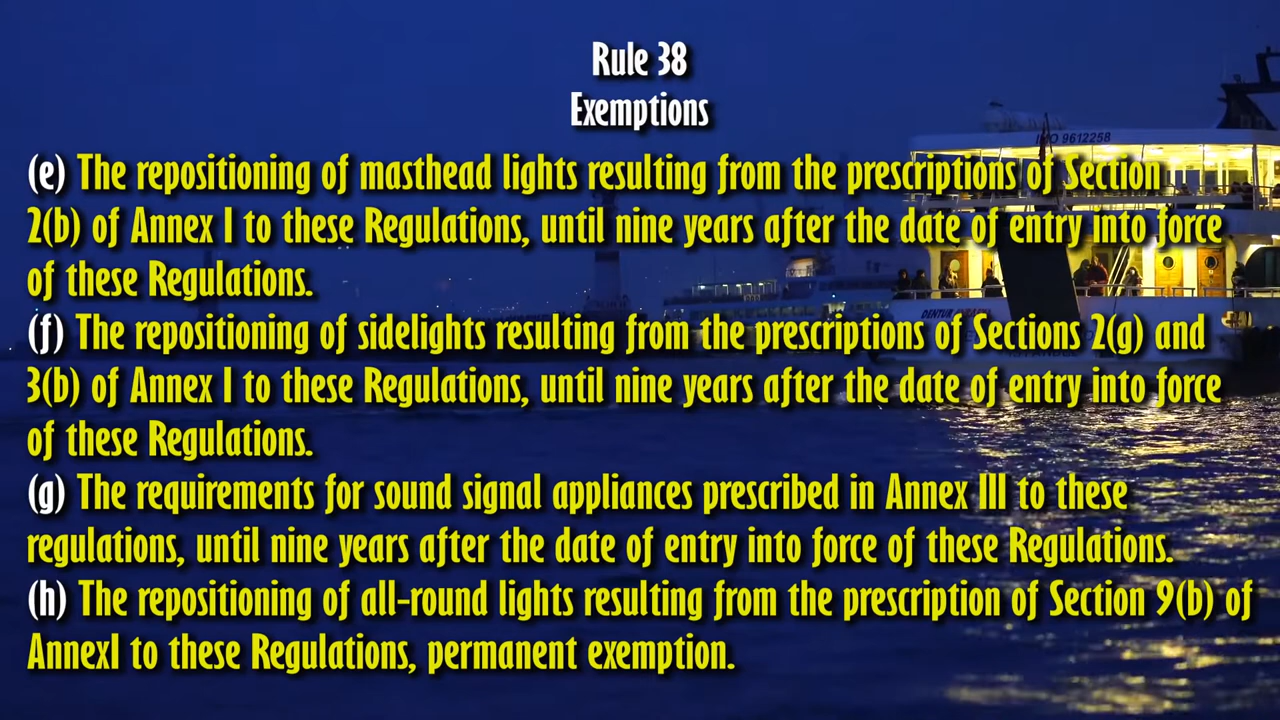 Rule 38
Exemptions
IMO 9612258
(e) The repositioning of masthead lights resulting from the prescriptions of Section
2(b) of Annex I to these Regulations, until nine years after the date of entry into force
of these Regulations.
DENTUR
(f) The repositioning of sidelights resulting from the prescriptions of Sections 2(g) and
3(b) of Annex I to these Regulations, until nine years after the date of entry into force
of these Regulations.
(g) The requirements for sound signal appliances prescribed in Annex III to these
regulations, until nine years after the date of entry into force of these Regulations.
(h) The repositioning of all-round lights resulting from the prescription of Section 9(b) of
AnnexI to these Regulations, permanent exemption.